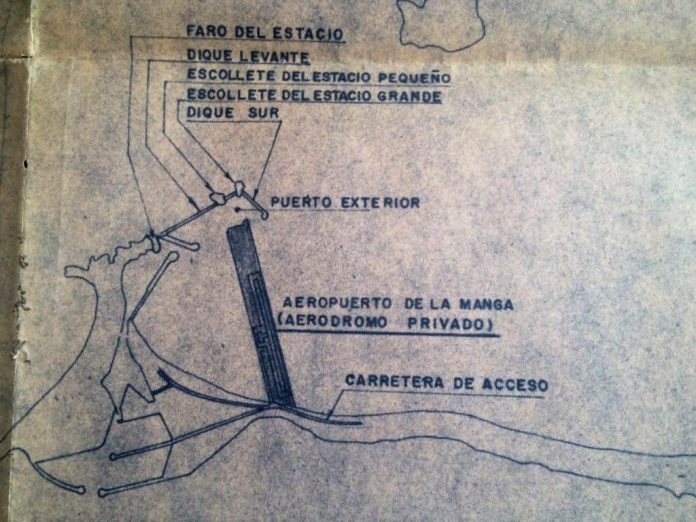 FARO DEL ESTACIO
DIQUE LEVANTE
ESCOLLETE DEL ESTACIO PEQUEÑO
ESCOLLETE DEL ESTACIO GRANDE
DIQUE SUR
PUERTO EXTERIOR
AEROPUERTO DE LA MANGA
(AERODROMO PRIVADO)
CARRETERA DE ACCESO